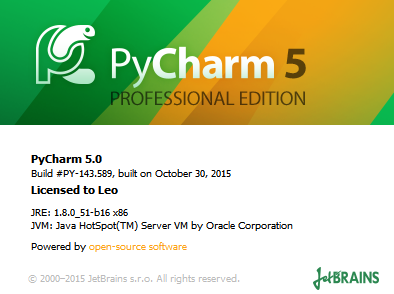 PyCharm 5
PROFESSIONAL EDITION
PyCharm 5.0
Build #PY-143.589, built on October 30, 2015
Licensed to Leo
JRE: 1.8.0_51-b16 x86
JVM: Java HotSpot(TM) Server VM by Oracle Corporation
Powered by open-source software
© 2000–2015 JetBrains s.r.o. All rights reserved.
JetBRAINS